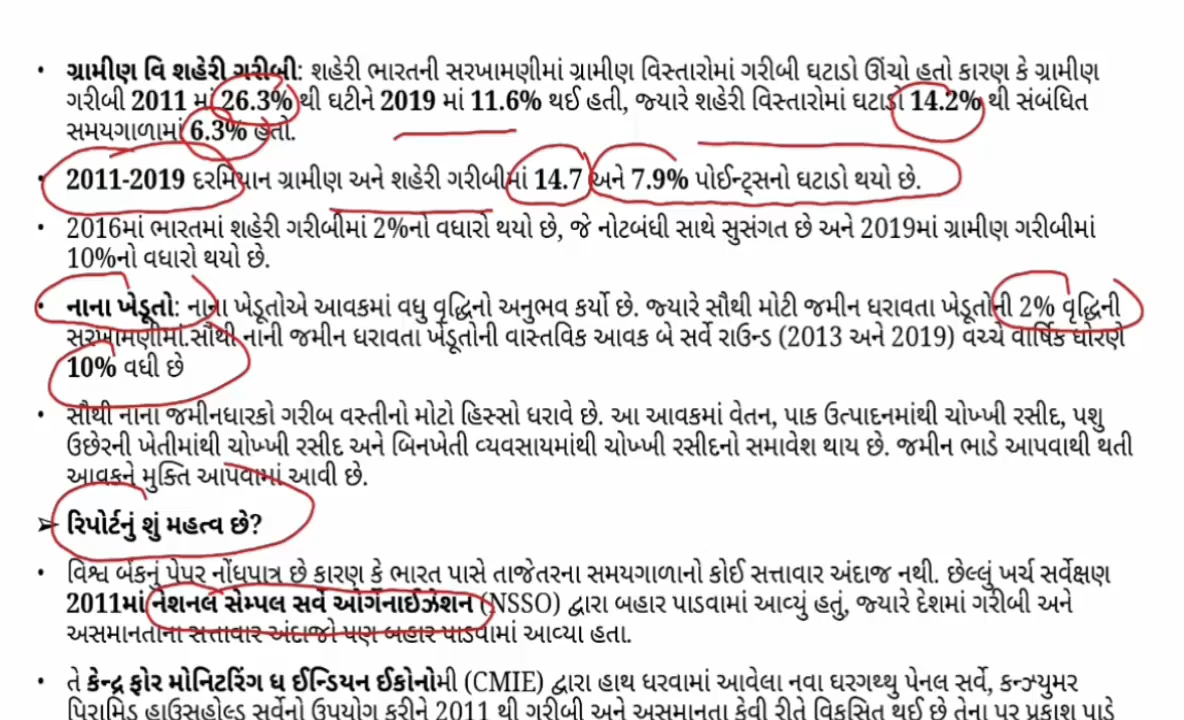 • ગ્રામીણ વિ શહેરી ગરીબી: શહેરી ભારતની સરખામણીમાં ગ્રામીણ વિસ્તારોમાં ગરીબી ઘટાડો ઊંચો હતો કારણ કે ગ્રામીણ
ગરીબી 2011 માં 26.3% થી ઘટીને 2019 માં 11.6% થઈ હતી, જ્યારે શહેરી વિસ્તારોમાં ઘટાડો 14.2% થી સંબંધિત
સમયગાળામાં 6.3% હતો.
• 2011-2019 દરમિયાન ગ્રામીણ અને શહેરી ગરીબીમાં 14.7 અને 7.9% પોઈન્ટ્સનો ઘટાડો થયો છે.
• 2016માં ભારતમાં શહેરી ગરીબીમાં 2%નો વધારો થયો છે, જે નોટબંધી સાથે સુસંગત છે અને 2019માં ગ્રામીણ ગરીબીમાં
10%નો વધારો થયો છે.
• નાના ખેડૂતો: નાના ખેડૂતોએ આવકમાં વધુ વૃદ્ધિનો અનુભવ કર્યો છે. જ્યારે સૌથી મોટી જમીન ધરાવતા ખેડૂતોની 2% વૃદ્ધિની
સરખામણીમાં.સૌથી નાની જમીન ધરાવતા ખેડૂતોની વાસ્તવિક આવક બે સર્વે રાઉન્ડ (2013 અને 2019) વચ્ચે વાર્ષિક ધોરણે
10% વધી છે
• સૌથી નાના જમીનધારકો ગરીબ વસ્તીનો મોટો હિસ્સો ધરાવે છે. આ આવકમાં વેતન, પાક ઉત્પાદનમાંથી ચોખ્ખી રસીદ, પશુ
ઉછેરની ખેતીમાંથી ચોખ્ખી રસીદ અને બિનખેતી વ્યવસાયમાંથી ચોખ્ખી રસીદનો સમાવેશ થાય છે. જમીન ભાડે આપવાથી થતી
આવકને મુક્તિ આપવામાં આવી છે.
➢ રિપોર્ટનું શું મહત્વ છે?
• વિશ્વ બેંકનું પેપર નોંધપાત્ર છે કારણ કે ભારત પાસે તાજેતરના સમયગાળાનો કોઈ સત્તાવાર અંદાજ નથી. છેલ્લું ખર્ચ સર્વેક્ષણ
2011માં નેશનલ સેમ્પલ સર્વે ઓર્ગેનાઈઝેશન (NSSO) દ્વારા બહાર પાડવામાં આવ્યું હતું, જ્યારે દેશમાં ગરીબી અને
અસમાનતાના સત્તાવાર અંદાજો પણ બહાર પાડવામાં આવ્યા હતા.
• તે કેન્દ્ર ફોર મોનિટરિંગ ધ ઈન્ડિયન ઈકોનોમી (CMIE) દ્વારા હાથ ધરવામાં આવેલા નવા ઘરગથ્થુ પેનલ સર્વે, કન્ઝ્યુમર
પિરામિડ હાઉસહોલ્ડ સર્વેનો ઉપયોગ કરીને 2011 થી ગરીબી અને અસમાનતા કેવી રીતે વિકસિત થઈ છે તેના પર પ્રકાશ પાડે